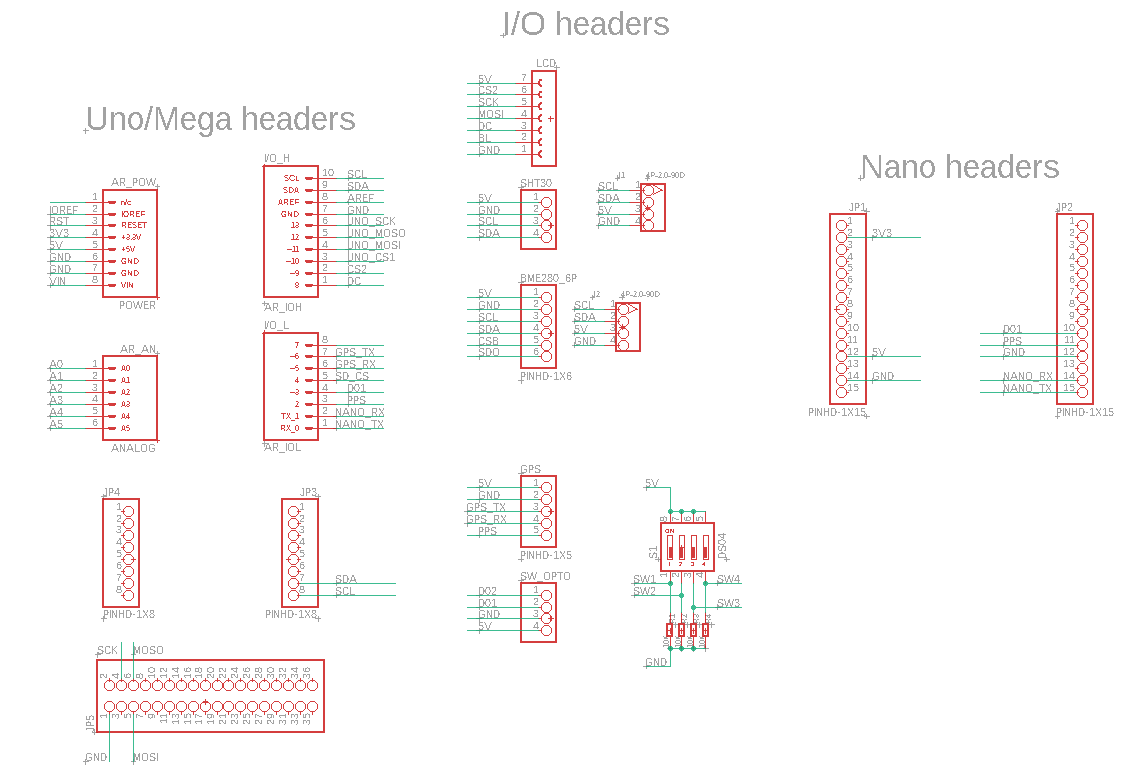 I/O headers
Uno/Mega headers
Nano headers
AR_POW
1 n/c
IOREF 2 IOREF
RST 3 RESET
3V3 4 +3.3V
5V 5 +5V
GND 6 GND
GND 7 GND
VIN 8 VIN
POWER
AR_AN
A0 1 A0
A1 2 A1
A2 3 A2
A3 4 A3
A4 5 A4
A5 6 A5
ANALOG
I/O_H
SCL 10 SCL
SDA 9 SDA
AREF 8 AREF
GND 7 GND
13 6 UNO_SCK
12 5 UNO_MOSO
~11 4 UNO_MOSI
~10 3 UNO_CS1
~9 2 CS2
8 1 DC
AR_IOH
I/O_L
7 8
~6 7 GPS_TX
~5 6 GPS_RX
4 5 SD_CS
~3 4 DO1
2 3 PPS
TX_1 2 NANO_RX
RX_0 1 NANO_TX
AR_IOL
JP4
1
2
3
4
5
6
7
8
PINHD-1X8
JP3
1
2
3
4
5
6
7 SDA
8 SCL
PINHD-1X8
SCK MOSO
2 4 6 8 10 12 14 16 18 20 22 24 26 28 30 32 34 36
JP5
1 3 5 7 9 11 13 15 17 19 21 23 25 27 29 31 33 35
GND MOSI
LCD
5V 7
CS2 6
SCK 5
MOSI 4
DC 3
BL 2
GND 1
SHT30
5V 1
GND 2
SCL 3
SDA 4
J1 4P-2.0-90D
SCL 1
SDA 2
5V 3
GND 4
BME280_6P
5V 1
GND 2
SCL 3
SDA 4
CSB 5
SDO 6
PINHD-1X6
J2 4P-2.0-90D
SCL 1
SDA 2
5V 3
GND 4
GPS
5V 1
GND 2
GPS_TX 3
GPS_RX 4
PPS 5
PINHD-1X5
SW_OPTO
DO2 1
DO1 2
GND 3
5V 4
5V
8 7 6 5
ON
S1 DS04
1 2 3 4
1 2 3 4
SW1 SW4
SW2
SW3
GND
JP1
1
2 3V3
3
4
5
6
7
8
9
10
11
12 5V
13
14 GND
15
PINHD-1X15
JP2
1
2
3
4
5
6
7
8
9
DO1 10
PPS 11
GND 12
13
NANO_RX 14
NANO_TX 15
PINHD-1X15